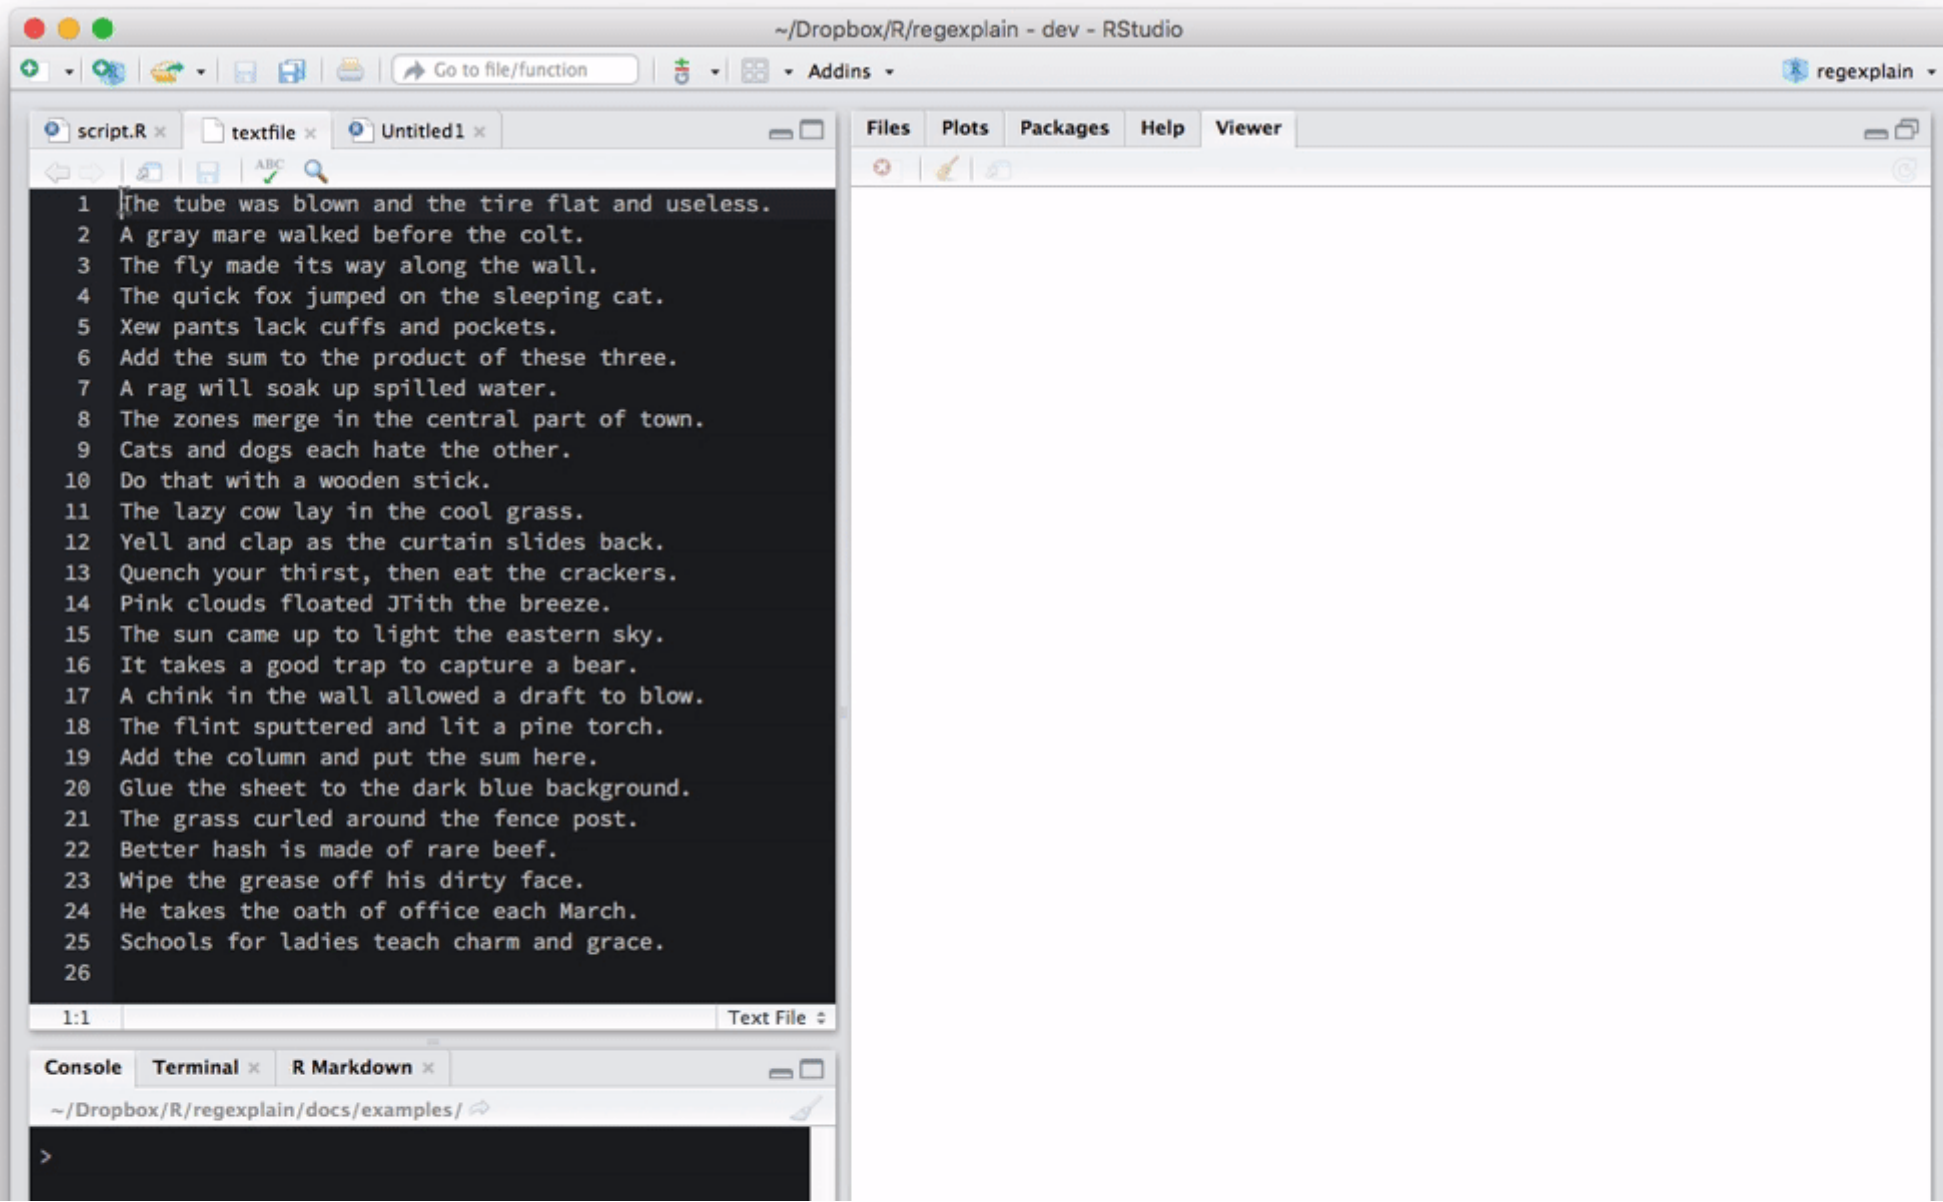 ~/Dropbox/R/regexplain - dev - RStudio
Go to file/function
Addins
regexplain
script.R
textfile
Untitled1
ABC
1 The tube was blown and the tire flat and useless.
2 A gray mare walked before the colt.
3 The fly made its way along the wall.
4 The quick fox jumped on the sleeping cat.
5 Xew pants lack cuffs and pockets.
6 Add the sum to the product of these three.
7 A rag will soak up spilled water.
8 The zones merge in the central part of town.
9 Cats and dogs each hate the other.
10 Do that with a wooden stick.
11 The lazy cow lay in the cool grass.
12 Yell and clap as the curtain slides back.
13 Quench your thirst, then eat the crackers.
14 Pink clouds floated JTith the breeze.
15 The sun came up to light the eastern sky.
16 It takes a good trap to capture a bear.
17 A chink in the wall allowed a draft to blow.
18 The flint sputtered and lit a pine torch.
19 Add the column and put the sum here.
20 Glue the sheet to the dark blue background.
21 The grass curled around the fence post.
22 Better hash is made of rare beef.
23 Wipe the grease off his dirty face.
24 He takes the oath of office each March.
25 Schools for ladies teach charm and grace.
26
1:1
Text File
Console
Terminal
R Markdown
~/Dropbox/R/regexplain/docs/examples/
>
Files
Plots
Packages
Help
Viewer